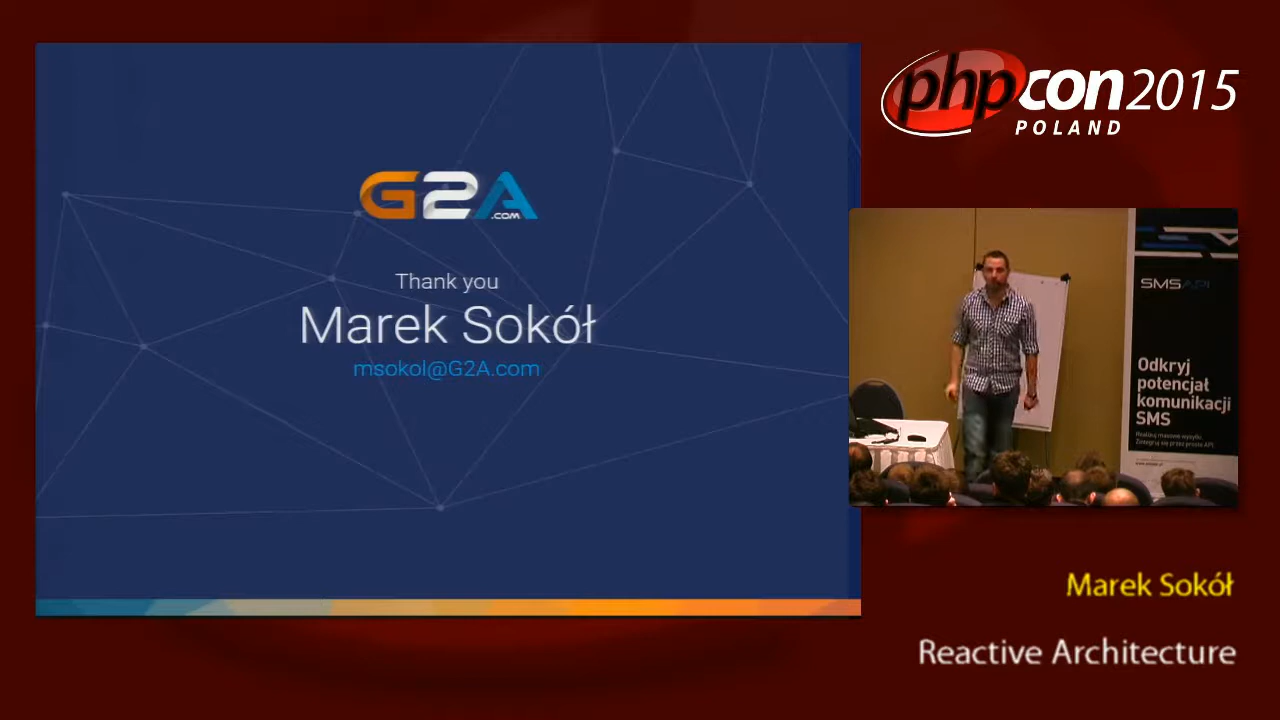 G2A
.COM
Thank you
Marek Sokół
msokol@G2A.com
phpcon2015
POLAND
SMSAPI
Odkryj
potencjał
komunikacji
SMS
Marek Sokół
Reactive Architecture